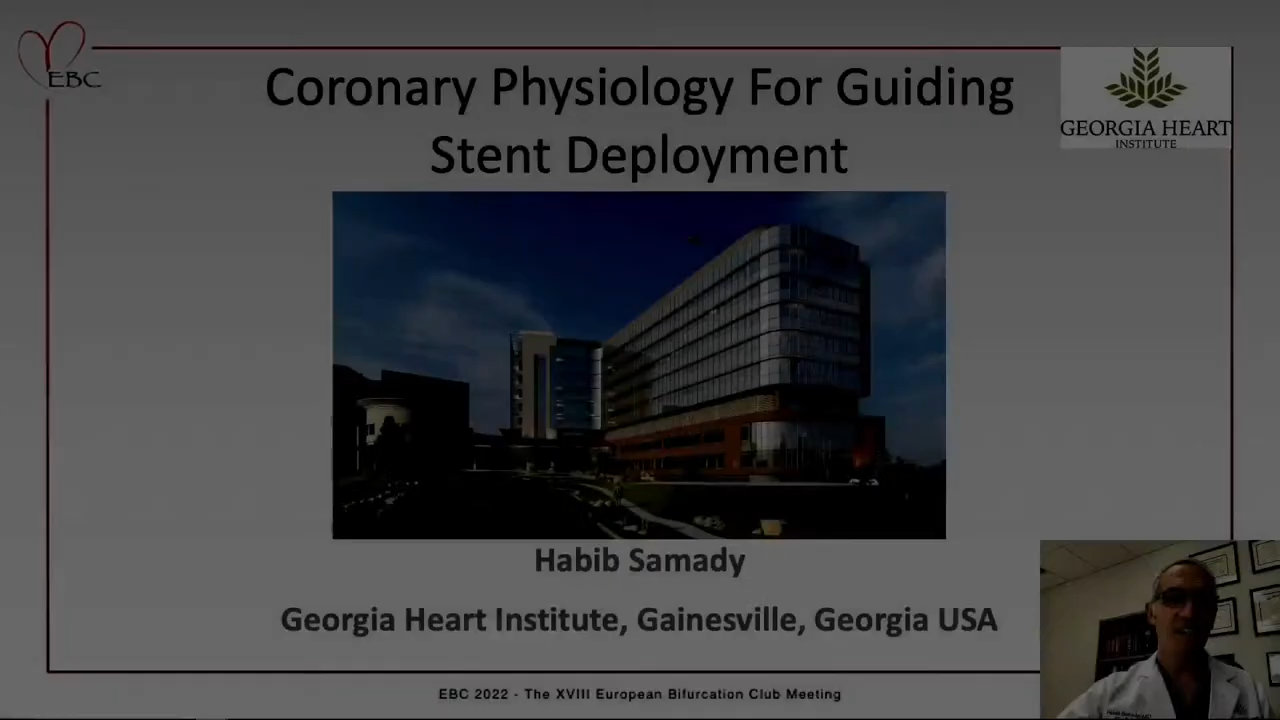 EBC
Coronary Physiology For Guiding
Stent Deployment
GEORGIA HEART
INSTITUTE
Habib Samady
Georgia Heart Institute, Gainesville, Georgia USA
EBC 2022 - The XVIII European Bifurcation Club Meeting